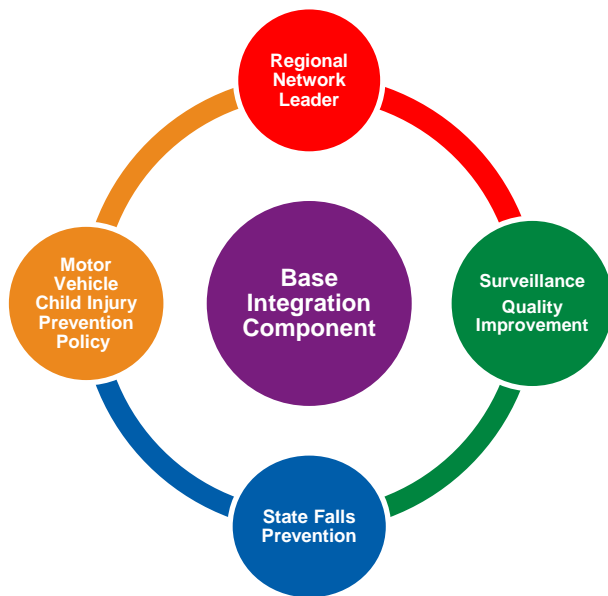 Regional
Network
Leader
Motor
Vehicle
Child Injury
Prevention
Policy
Base
Integration
Component
Surveillance
Quality
Improvement
State Falls
Prevention